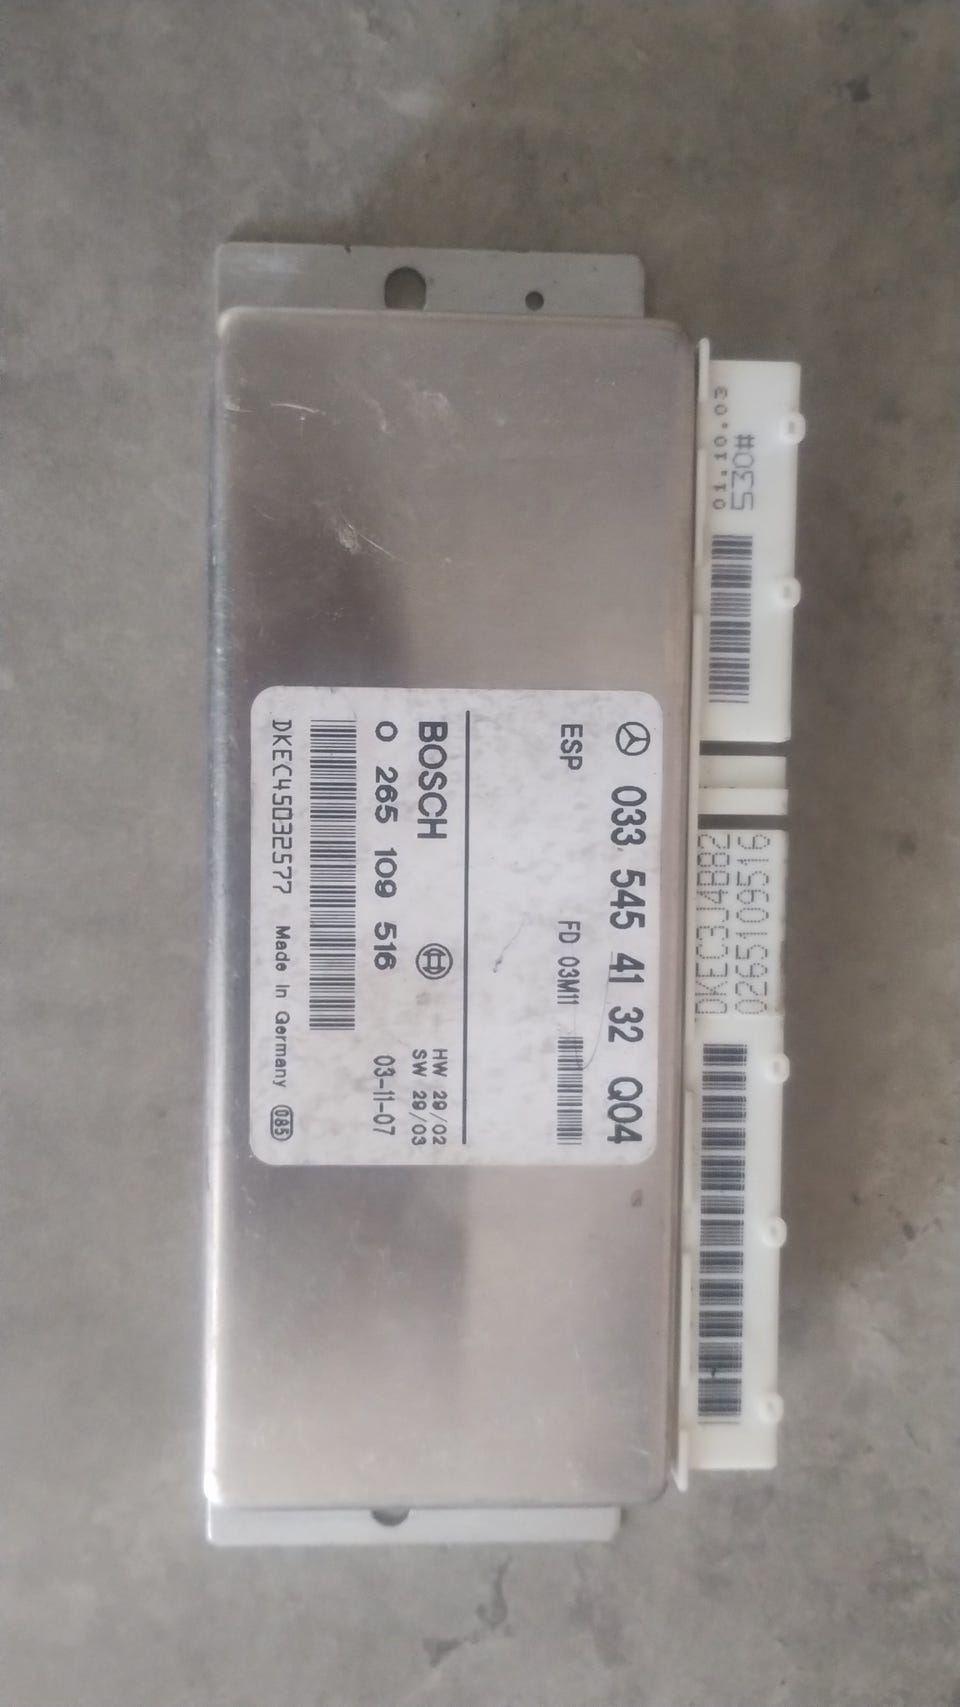 01.10.03
530#
0265109516
DKEC3J4B82
033 545 41 32 Q04
ESP FD 03M11
BOSCH HW 29/02
SW 29/03
0 265 109 516 03-11-07
DKEC45032577 Made in Germany 085